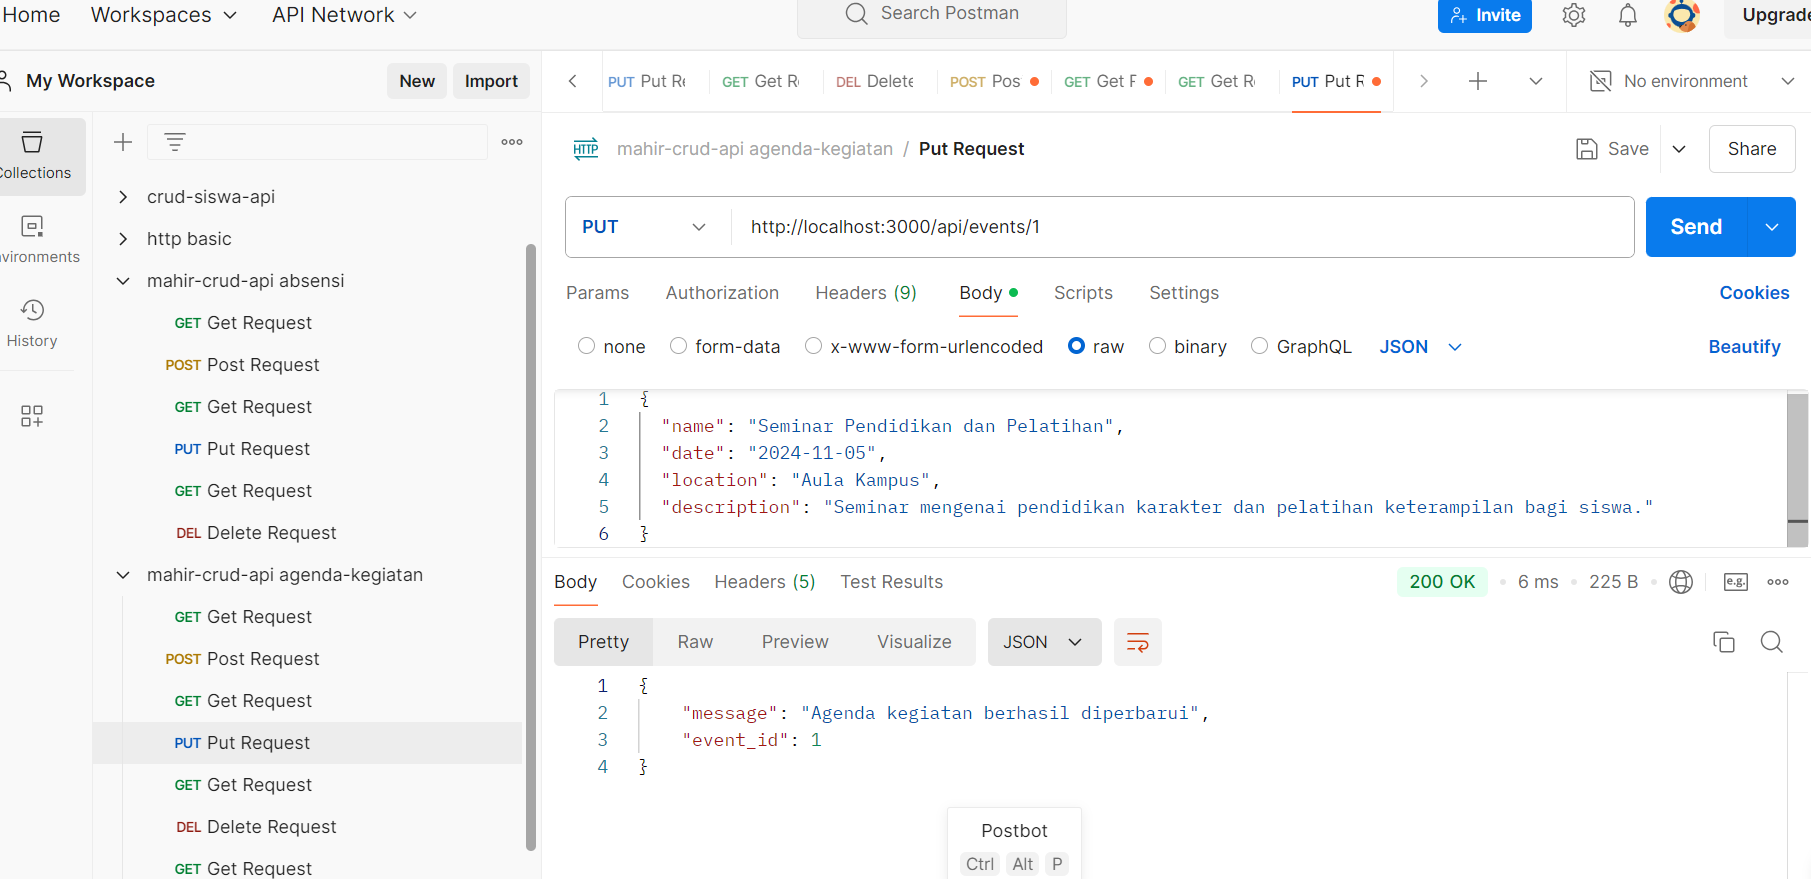 Home Workspaces API Network Search Postman Invite Upgrade
My Workspace New Import
PUT Put Re GET Get Re DEL Delete POST Pos GET Get F GET Get Re PUT Put R No environment
Collections
Environments
History
crud-siswa-api
http basic
mahir-crud-api absensi
GET Get Request
POST Post Request
GET Get Request
PUT Put Request
GET Get Request
DEL Delete Request
mahir-crud-api agenda-kegiatan
GET Get Request
POST Post Request
GET Get Request
PUT Put Request
GET Get Request
DEL Delete Request
GET Get Request
HTTP mahir-crud-api agenda-kegiatan / Put Request Save Share
PUT http://localhost:3000/api/events/1 Send
Params Authorization Headers (9) Body Scripts Settings Cookies
none form-data x-www-form-urlencoded raw binary GraphQL JSON Beautify
1 {
2 "name": "Seminar Pendidikan dan Pelatihan",
3 "date": "2024-11-05",
4 "location": "Aula Kampus",
5 "description": "Seminar mengenai pendidikan karakter dan pelatihan keterampilan bagi siswa."
6 }
Body Cookies Headers (5) Test Results 200 OK 6 ms 225 B e.g.
Pretty Raw Preview Visualize JSON
1 {
2 "message": "Agenda kegiatan berhasil diperbarui",
3 "event_id": 1
4 }
Postbot
Ctrl Alt P